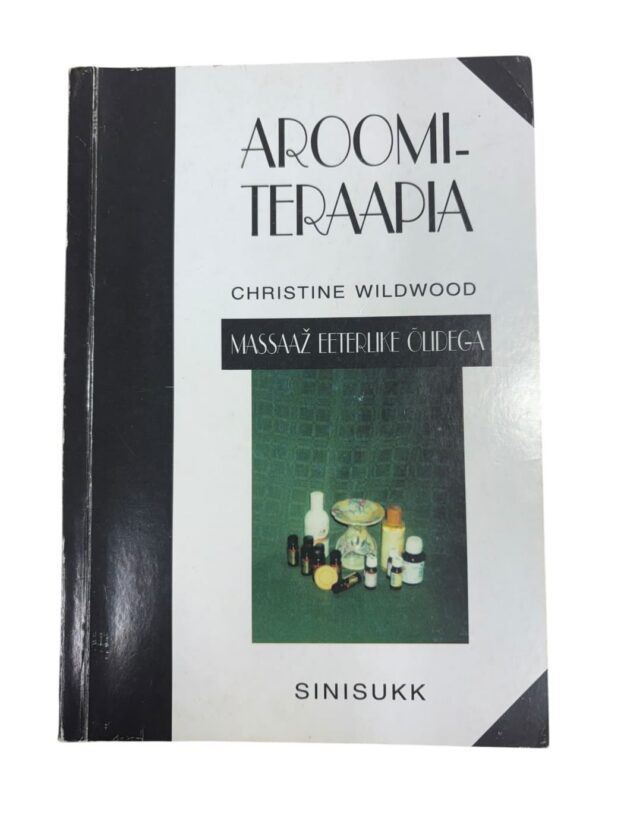 AROOMI-
TERAAPIA
CHRISTINE WILDWOOD
MASSAAŽ EETERLIKE ÕLIDEGA
SINISUKK